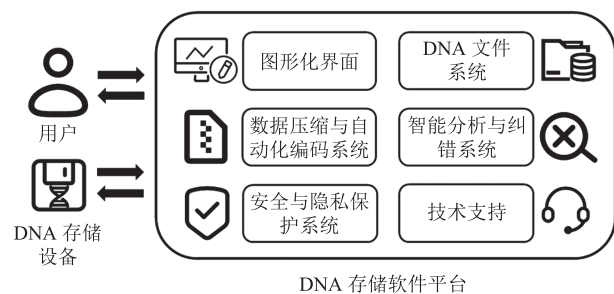 图形化界面
DNA 文件
系统
用户
数据压缩与自
动化编码系统
智能分析与纠
错系统
安全与隐私保
护系统
技术支持
DNA 存储
设备
DNA 存储软件平台